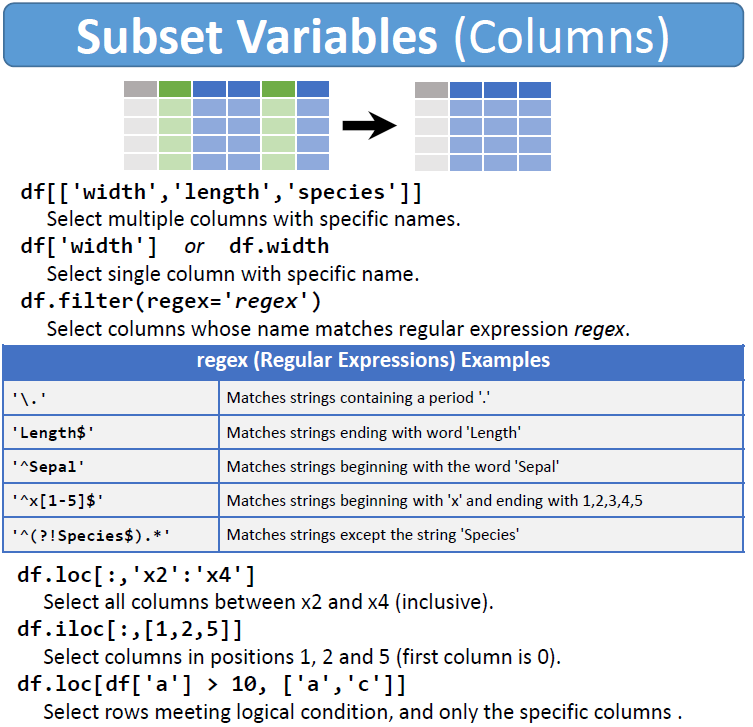 Subset Variables (Columns)
df[['width','length','species']]
Select multiple columns with specific names.
df['width'] or df.width
Select single column with specific name.
df.filter(regex='regex')
Select columns whose name matches regular expression regex.
regex (Regular Expressions) Examples
'\.' Matches strings containing a period '.'
'Length$' Matches strings ending with word 'Length'
'^Sepal' Matches strings beginning with the word 'Sepal'
'^x[1-5]$' Matches strings beginning with 'x' and ending with 1,2,3,4,5
'^(?!Species$).*' Matches strings except the string 'Species'
df.loc[:,'x2':'x4']
Select all columns between x2 and x4 (inclusive).
df.iloc[:,[1,2,5]]
Select columns in positions 1, 2 and 5 (first column is 0).
df.loc[df['a'] > 10, ['a','c']]
Select rows meeting logical condition, and only the specific columns .